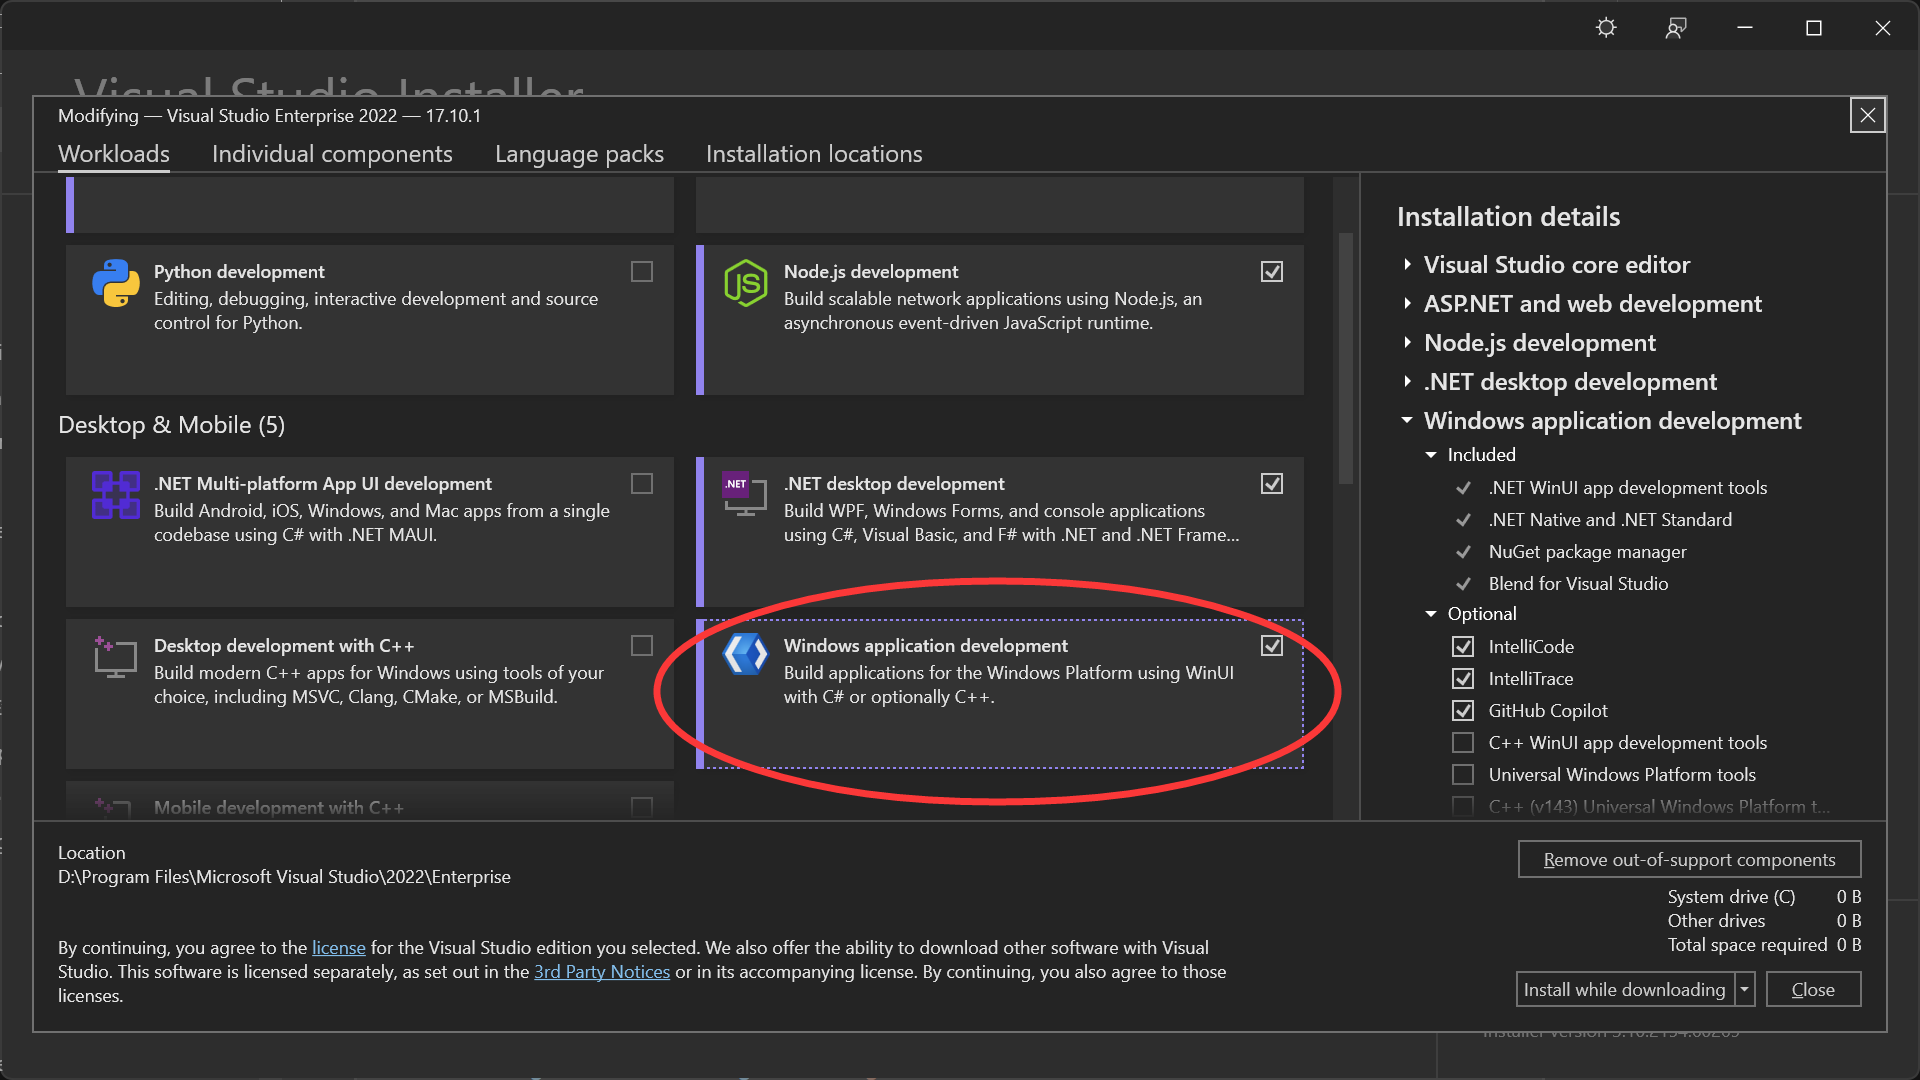 Visual Studio Installer
Modifying — Visual Studio Enterprise 2022 — 17.10.1
Workloads
Individual components
Language packs
Installation locations
Python development
Editing, debugging, interactive development and source
control for Python.
JS
Node.js development
Build scalable network applications using Node.js, an
asynchronous event-driven JavaScript runtime.
Desktop & Mobile (5)
.NET Multi-platform App UI development
Build Android, iOS, Windows, and Mac apps from a single
codebase using C# with .NET MAUI.
.NET
.NET desktop development
Build WPF, Windows Forms, and console applications
using C#, Visual Basic, and F# with .NET and .NET Frame...
Desktop development with C++
Build modern C++ apps for Windows using tools of your
choice, including MSVC, Clang, CMake, or MSBuild.
Windows application development
Build applications for the Windows Platform using WinUI
with C# or optionally C++.
Mobile development with C++
Installation details
Visual Studio core editor
ASP.NET and web development
Node.js development
.NET desktop development
Windows application development
Included
.NET WinUI app development tools
.NET Native and .NET Standard
NuGet package manager
Blend for Visual Studio
Optional
IntelliCode
IntelliTrace
GitHub Copilot
C++ WinUI app development tools
Universal Windows Platform tools
C++ (v143) Universal Windows Platform t...
Location
D:\Program Files\Microsoft Visual Studio\2022\Enterprise
By continuing, you agree to the license for the Visual Studio edition you selected. We also offer the ability to download other software with Visual
Studio. This software is licensed separately, as set out in the 3rd Party Notices or in its accompanying license. By continuing, you also agree to those
licenses.
Remove out-of-support components
System drive (C) 0 B
Other drives 0 B
Total space required 0 B
Install while downloading
Close